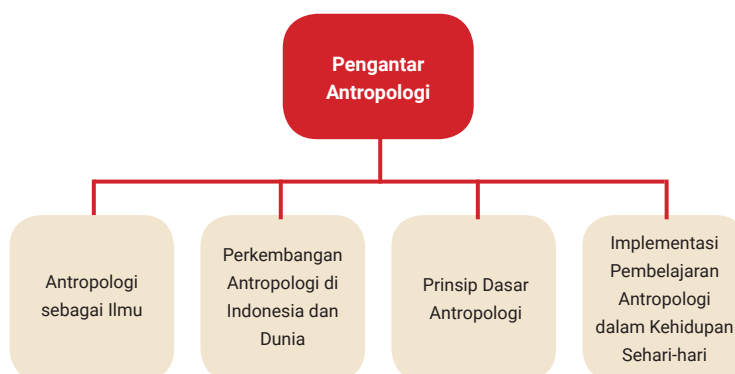 Pengantar
Antropologi
Antropologi
sebagai Ilmu
Perkembangan
Antropologi di
Indonesia dan
Dunia
Prinsip Dasar
Antropologi
Implementasi
Pembelajaran
Antropologi
dalam Kehidupan
Sehari-hari